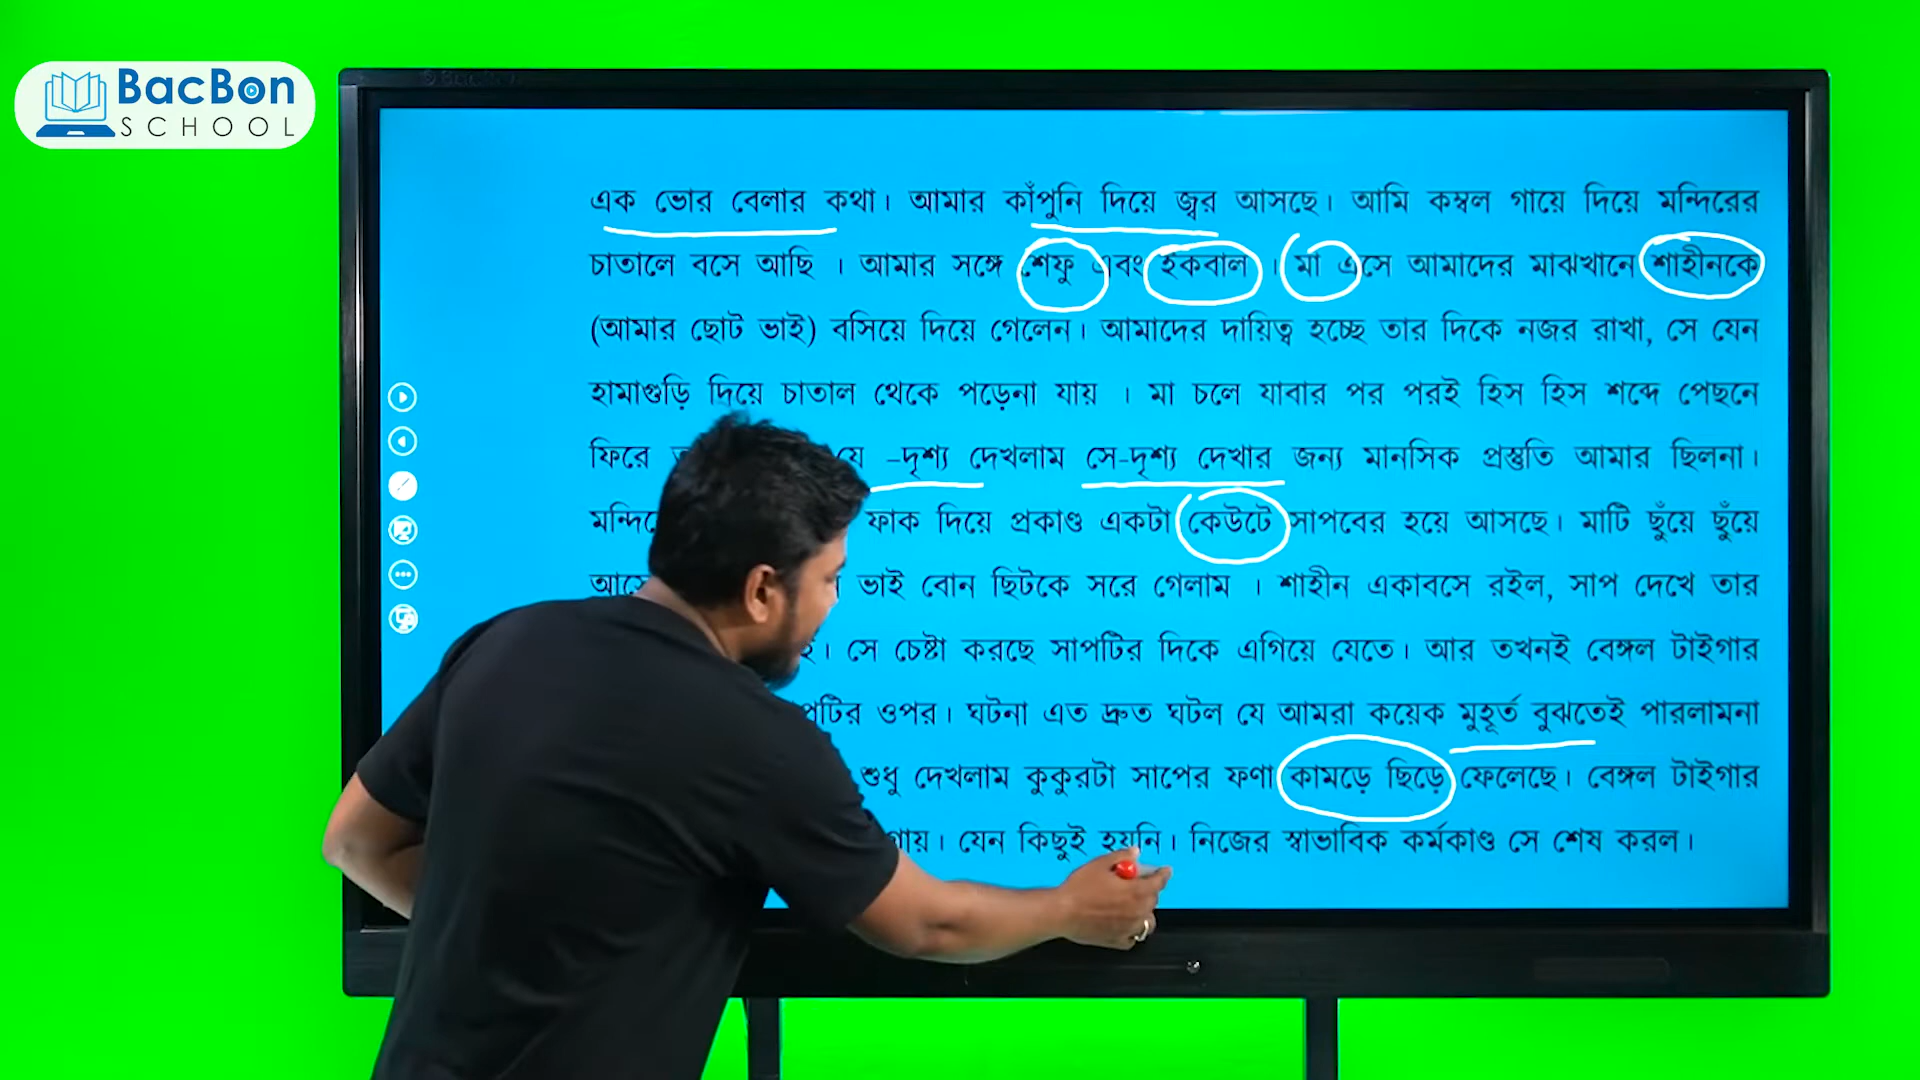 BacBon
SCHOOL
এক ভোর বেলার কথা। আমার কাঁপুনি দিয়ে জ্বর আসছে। আমি কম্বল গায়ে দিয়ে মন্দিরের
চাতালে বসে আছি । আমার সঙ্গে শেফু এবং ইকবাল । মা এসে আমাদের মাঝখানে শাহীনকে
(আমার ছোট ভাই) বসিয়ে দিয়ে গেলেন। আমাদের দায়িত্ব হচ্ছে তার দিকে নজর রাখা, সে যেন
হামাগুড়ি দিয়ে চাতাল থেকে পড়েনা যায় । মা চলে যাবার পর পরই হিস হিস শব্দে পেছনে
ফিরে যে –দৃশ্য দেখলাম সে-দৃশ্য দেখার জন্য মানসিক প্রস্তুতি আমার ছিলনা।
ফাক দিয়ে প্রকাণ্ড একটা কেউটে সাপবের হয়ে আসছে। মাটি ছুঁয়ে ছুঁয়ে
ভাই বোন ছিটকে সরে গেলাম । শাহীন একাবসে রইল, সাপ দেখে তার
সে চেষ্টা করছে সাপটির দিকে এগিয়ে যেতে। আর তখনই বেঙ্গল টাইগার
ওপর। ঘটনা এত দ্রুত ঘটল যে আমরা কয়েক মুহূর্ত বুঝতেই পারলামনা
শুধু দেখলাম কুকুরটা সাপের ফণা কামড়ে ছিড়ে ফেলেছে। বেঙ্গল টাইগার
যেন কিছুই হয়নি। নিজের স্বাভাবিক কর্মকাণ্ড সে শেষ করল।